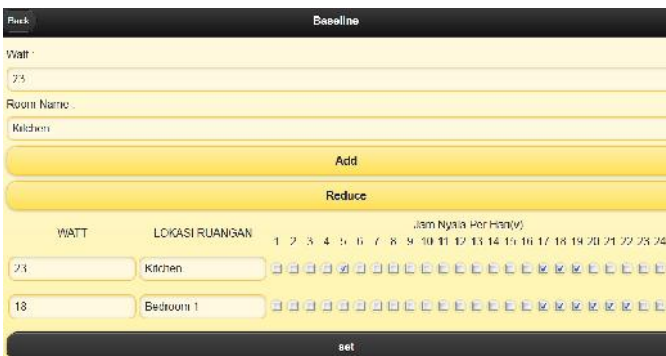 Back Baseline
Watt :
23
Room Name :
Kitchen
Add
Reduce
Jam Nyala Per Hari(v)
WATT LOKASI RUANGAN
1 2 3 4 5 6 7 8 9 10 11 12 13 14 15 16 17 18 19 20 21 22 23 24
23 Kitchen
18 Bedroom 1
set